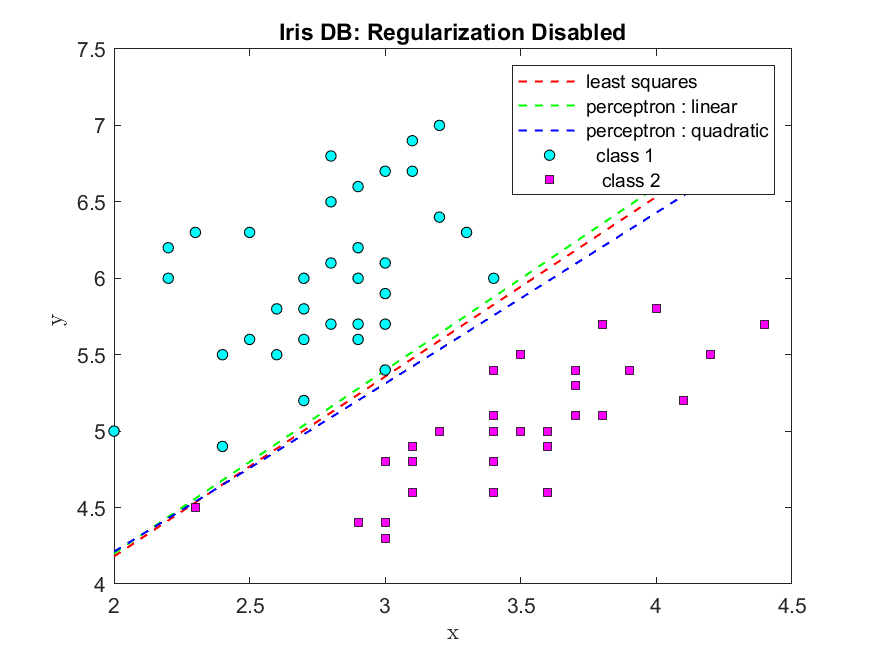 Iris DB: Regularization Disabled
least squares
perceptron : linear
perceptron : quadratic
class 1
class 2
7.5
7
6.5
6
5.5
5
4.5
4
y
2
2.5
3
3.5
4
4.5
x